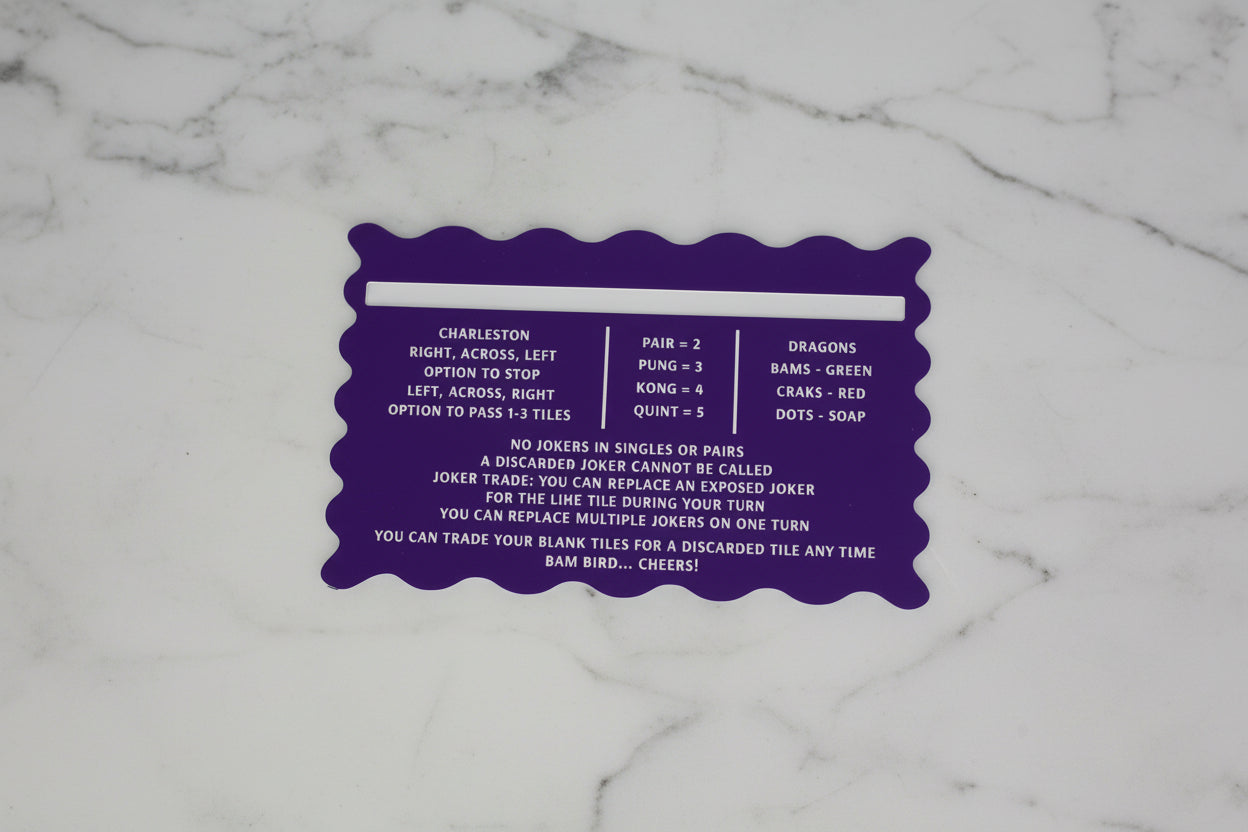 CHARLESTON
RIGHT, ACROSS, LEFT
OPTION TO STOP
LEFT, ACROSS, RIGHT
OPTION TO PASS 1-3 TILES
PAIR = 2
PUNG = 3
KONG = 4
QUINT = 5
DRAGONS
BAMS - GREEN
CRAKS - RED
DOTS - SOAP
NO JOKERS IN SINGLES OR PAIRS
A DISCARDED JOKER CANNOT BE CALLED
JOKER TRADE: YOU CAN REPLACE AN EXPOSED JOKER
FOR THE LIHE TILE DURING YOUR TURN
YOU CAN REPLACE MULTIPLE JOKERS ON ONE TURN
YOU CAN TRADE YOUR BLANK TILES FOR A DISCARDED TILE ANY TIME
BAM BIRD... CHEERS!